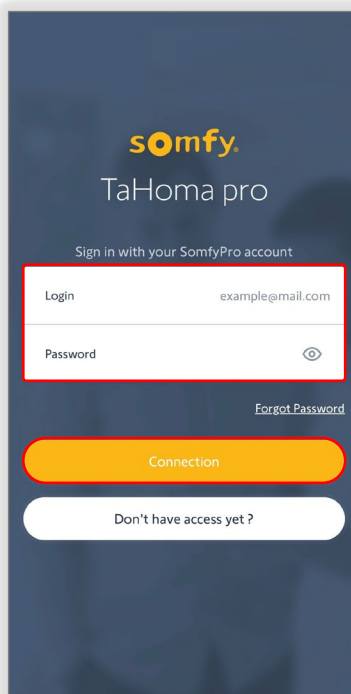 somfy.
TaHoma pro
Sign in with your SomfyPro account
Login example@mail.com
Password
Forgot Password
Connection
Don't have access yet ?